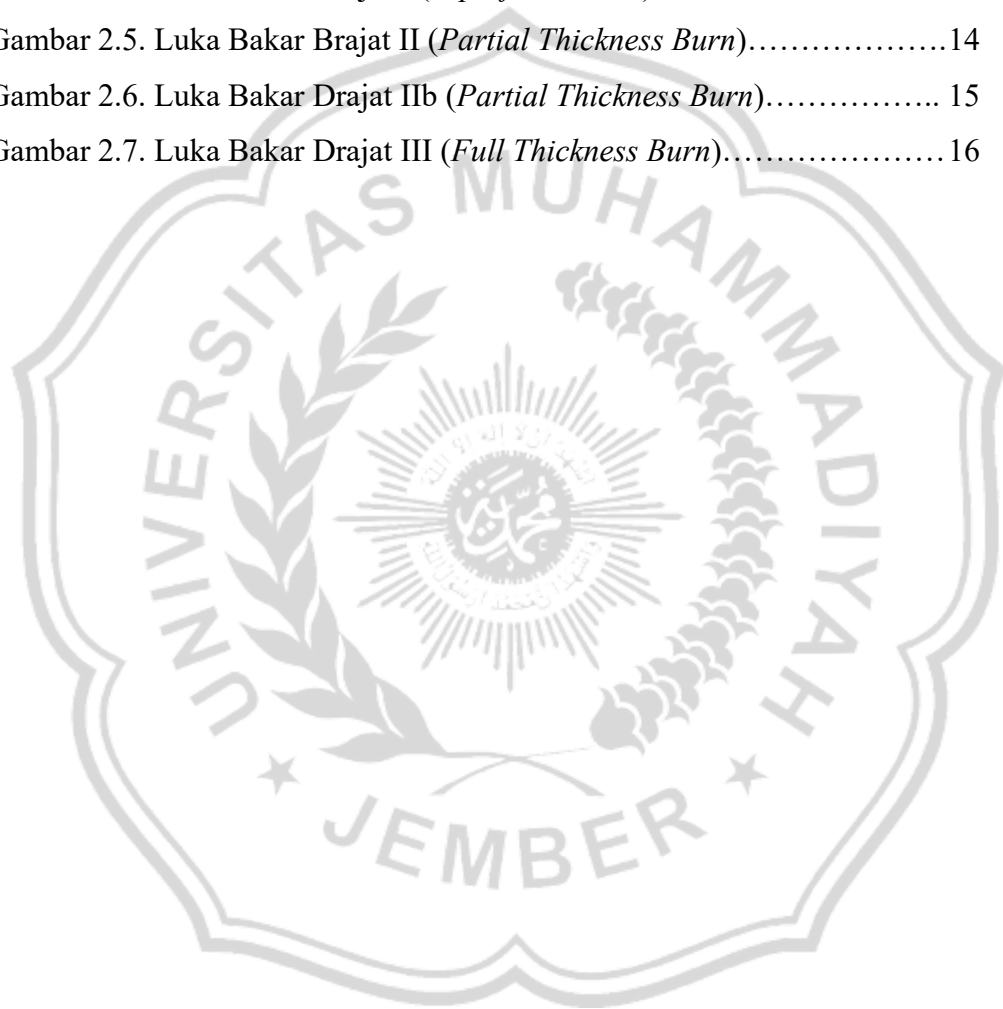 Gambar 2.5. Luka Bakar Brajat II (Partial Thickness Burn)……………….14
Gambar 2.6. Luka Bakar Drajat IIb (Partial Thickness Burn)…………….. 15
Gambar 2.7. Luka Bakar Drajat III (Full Thickness Burn)…………………16
UNIVERSITAS MUHAMMADIYAH
JEMBER